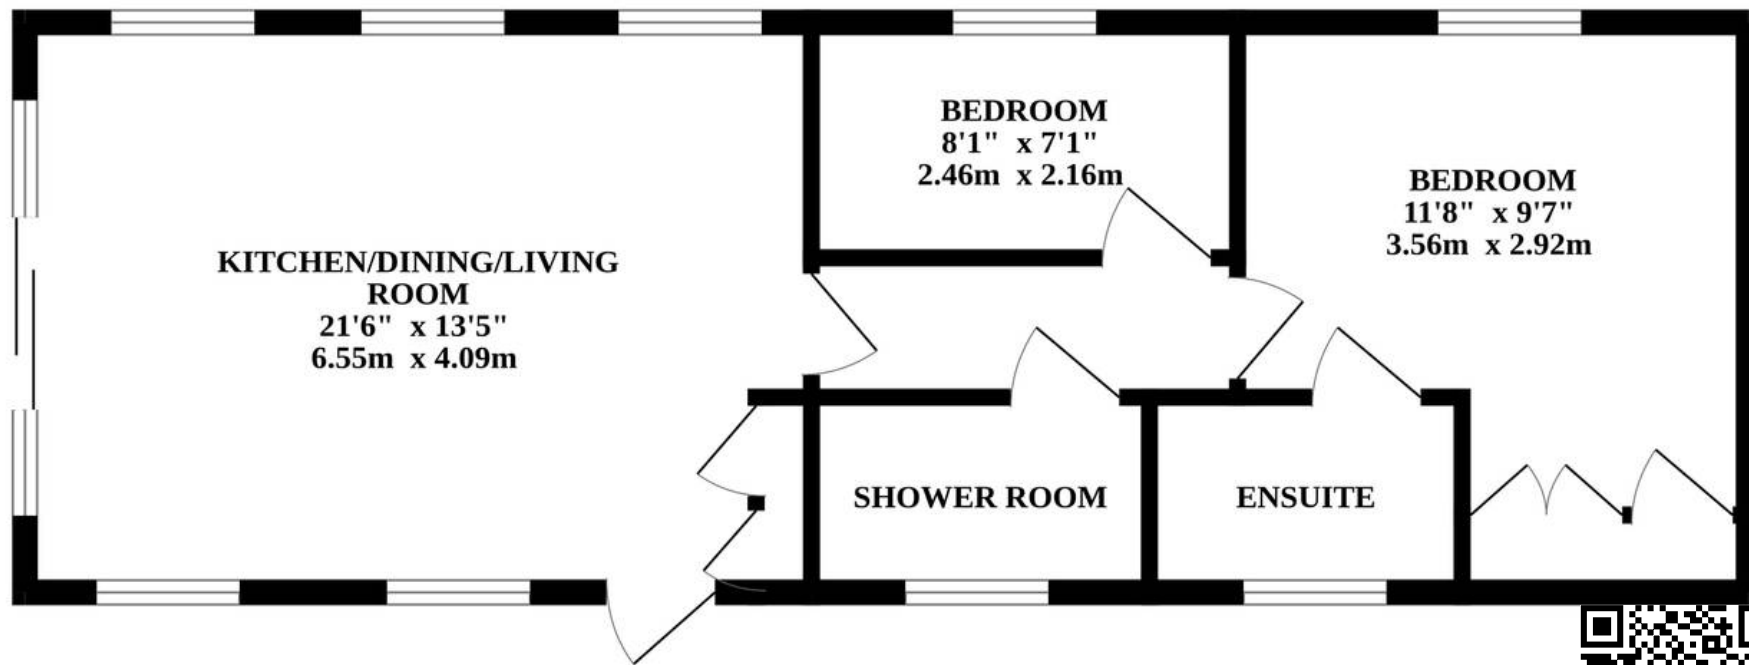 KITCHEN/DINING/LIVING
ROOM
21'6" x 13'5"
6.55m x 4.09m
BEDROOM
8'1" x 7'1"
2.46m x 2.16m
BEDROOM
11'8" x 9'7"
3.56m x 2.92m
SHOWER ROOM
ENSUITE